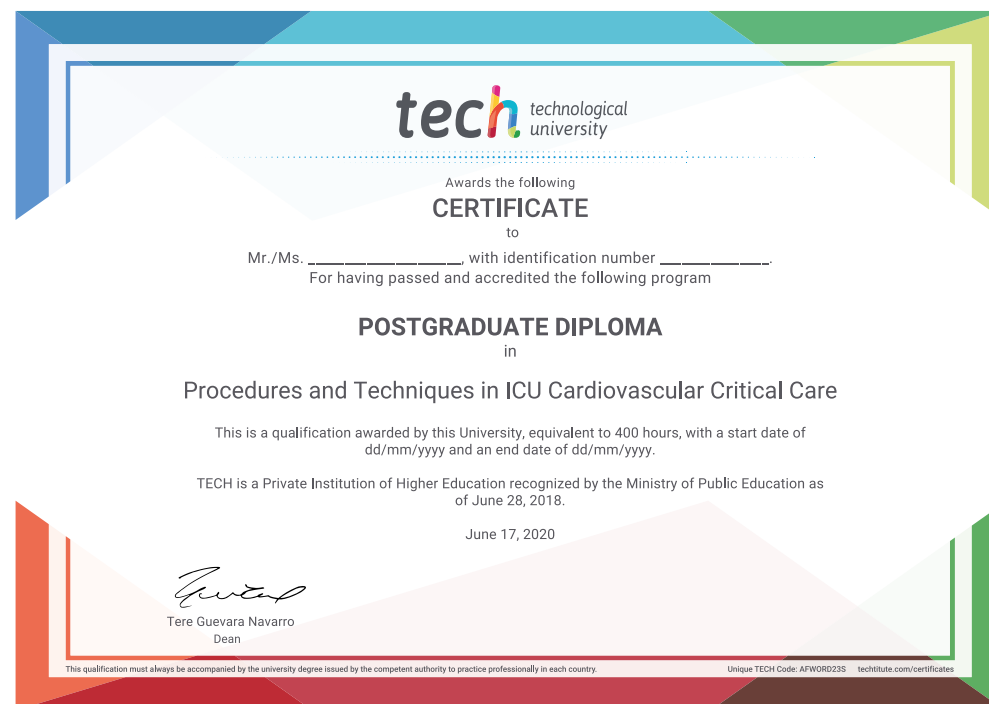 tech technological
university
Awards the following
CERTIFICATE
to
Mr./Ms. ____________________, with identification number ______________.
For having passed and accredited the following program
POSTGRADUATE DIPLOMA
in
Procedures and Techniques in ICU Cardiovascular Critical Care
This is a qualification awarded by this University, equivalent to 400 hours, with a start date of
dd/mm/yyyy and an end date of dd/mm/yyyy.
TECH is a Private Institution of Higher Education recognized by the Ministry of Public Education as
of June 28, 2018.
June 17, 2020
Tere Guevara Navarro
Dean
This qualification must always be accompanied by the university degree issued by the competent authority to practice professionally in each country. Unique TECH Code: AFWORD23S techtitute.com/certificates